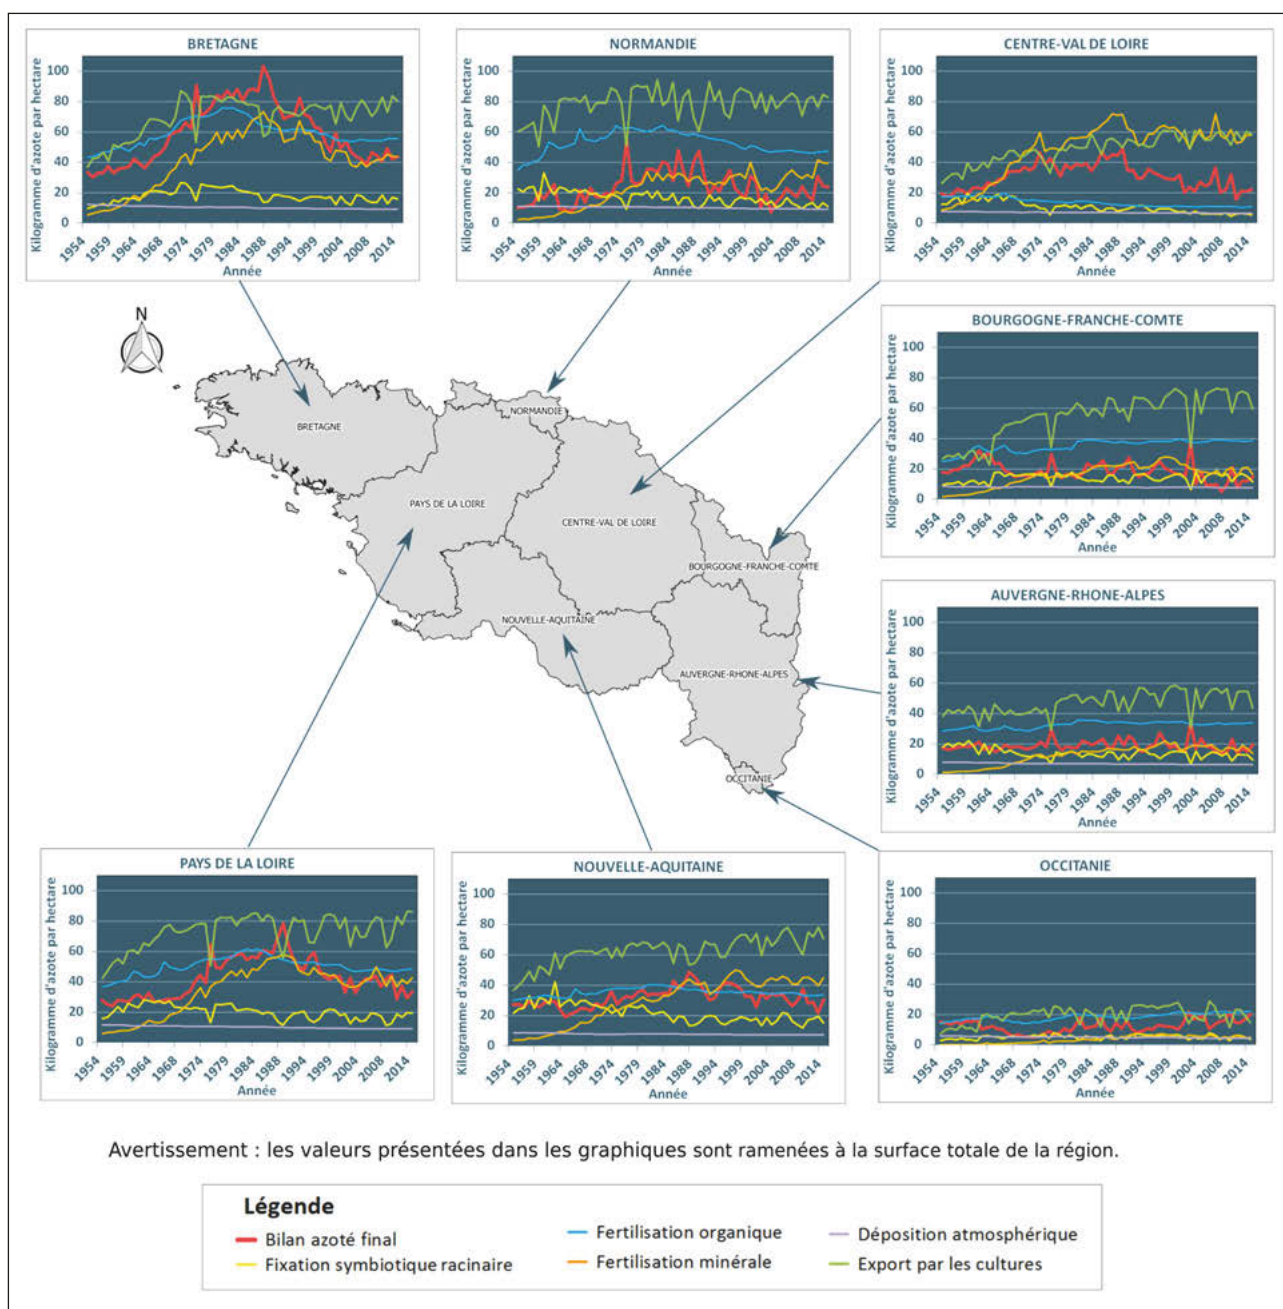 BRETAGNE
Kilogramme d'azote par hectare
100
80
60
40
20
0
1954 1959 1964 1968 1974 1979 1984 1988 1994 1999 2004 2008 2014
Année
NORMANDIE
Kilogramme d'azote par hectare
100
80
60
40
20
0
1954 1959 1964 1968 1974 1979 1984 1988 1994 1999 2004 2008 2014
Année
CENTRE-VAL DE LOIRE
Kilogramme d'azote par hectare
100
80
60
40
20
0
1954 1959 1964 1968 1974 1979 1984 1988 1994 1999 2004 2008 2014
Année
BOURGOGNE-FRANCHE-COMTE
Kilogramme d'azote par hectare
100
80
60
40
20
0
1954 1959 1964 1968 1974 1979 1984 1988 1994 1999 2004 2008 2014
Année
N
BRETAGNE
NORMANDIE
PAYS DE LA LOIRE
CENTRE-VAL DE LOIRE
BOURGOGNE-FRANCHE-COMTE
NOUVELLE-AQUITAINE
AUVERGNE-RHONE-ALPES
OCCITANIE
AUVERGNE-RHONE-ALPES
Kilogramme d'azote par hectare
100
80
60
40
20
0
1954 1959 1964 1968 1974 1979 1984 1988 1994 1999 2004 2008 2014
Année
PAYS DE LA LOIRE
Kilogramme d'azote par hectare
100
80
60
40
20
0
1954 1959 1964 1968 1974 1979 1988 1994 1999 2004 2008 2014
Année
NOUVELLE-AQUITAINE
Kilogramme d'azote par hectare
100
80
60
40
20
0
1954 1959 1964 1968 1974 1979 1984 1988 1994 1999 2004 2008 2014
Année
OCCITANIE
Kilogramme d'azote par hectare
100
80
60
40
20
0
1954 1959 1964 1968 1974 1979 1984 1988 1994 1999 2004 2008 2014
Année
Avertissement : les valeurs présentées dans les graphiques sont ramenées à la surface totale de la région.
Légende
Bilan azoté final
Fertilisation organique
Déposition atmosphérique
Fixation symbiotique racinaire
Fertilisation minérale
Export par les cultures